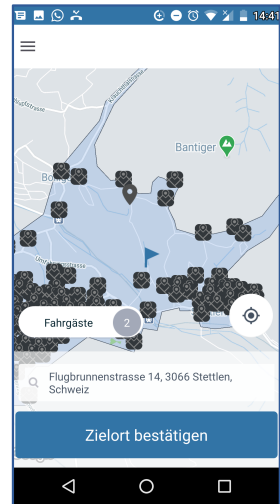 14:41
Bantiger
Fahrgäste 2
Flugbrunnenstrasse 14, 3066 Stettlen,
Schweiz
Zielort bestätigen